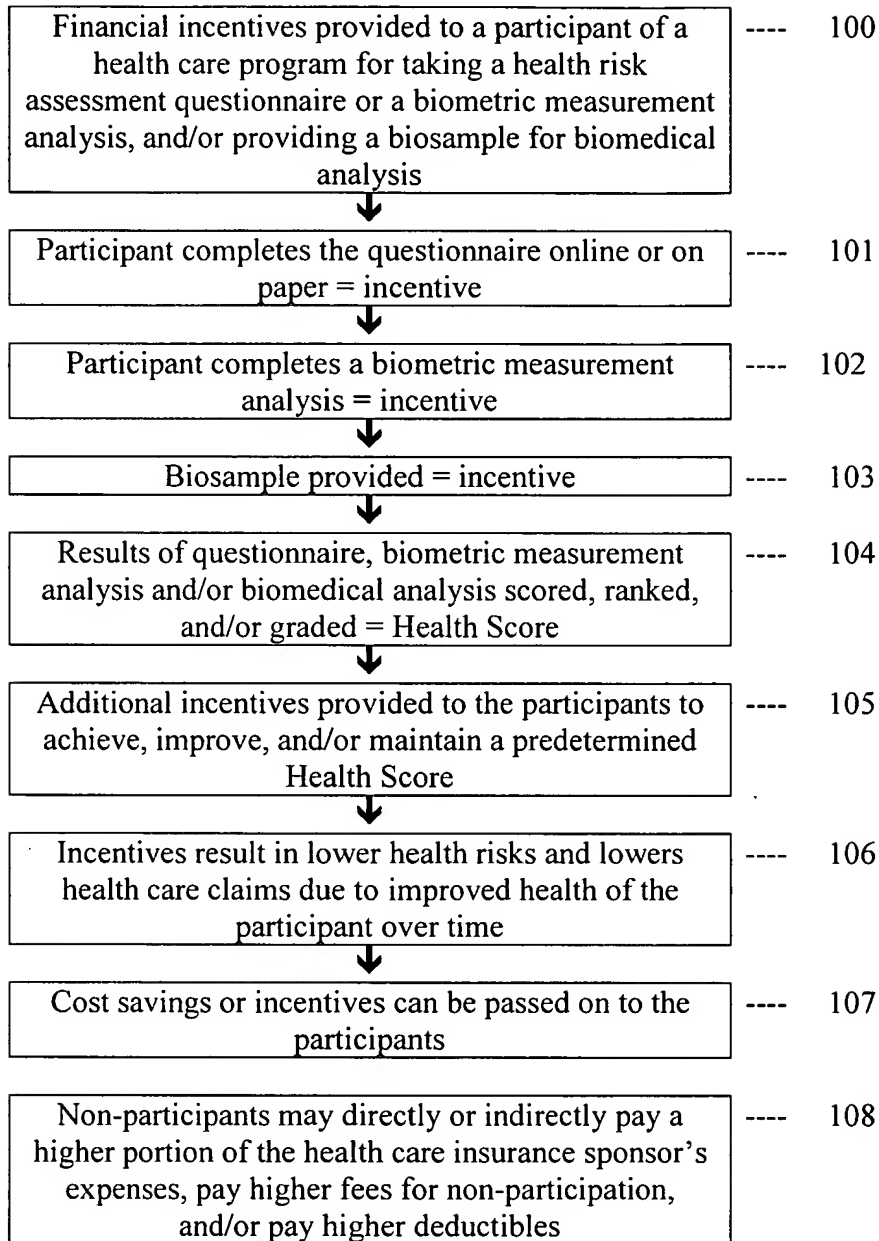 Financial incentives provided to a participant of a ---- 100
health care program for taking a health risk
assessment questionnaire or a biometric measurement
analysis, and/or providing a biosample for biomedical
analysis
Participant completes the questionnaire online or on ---- 101
paper = incentive
Participant completes a biometric measurement ---- 102
analysis = incentive
Biosample provided = incentive ---- 103
Results of questionnaire, biometric measurement ---- 104
analysis and/or biomedical analysis scored, ranked,
and/or graded = Health Score
Additional incentives provided to the participants to ---- 105
achieve, improve, and/or maintain a predetermined
Health Score
Incentives result in lower health risks and lowers ---- 106
health care claims due to improved health of the
participant over time
Cost savings or incentives can be passed on to the ---- 107
participants
Non-participants may directly or indirectly pay a ---- 108
higher portion of the health care insurance sponsor's
expenses, pay higher fees for non-participation,
and/or pay higher deductibles